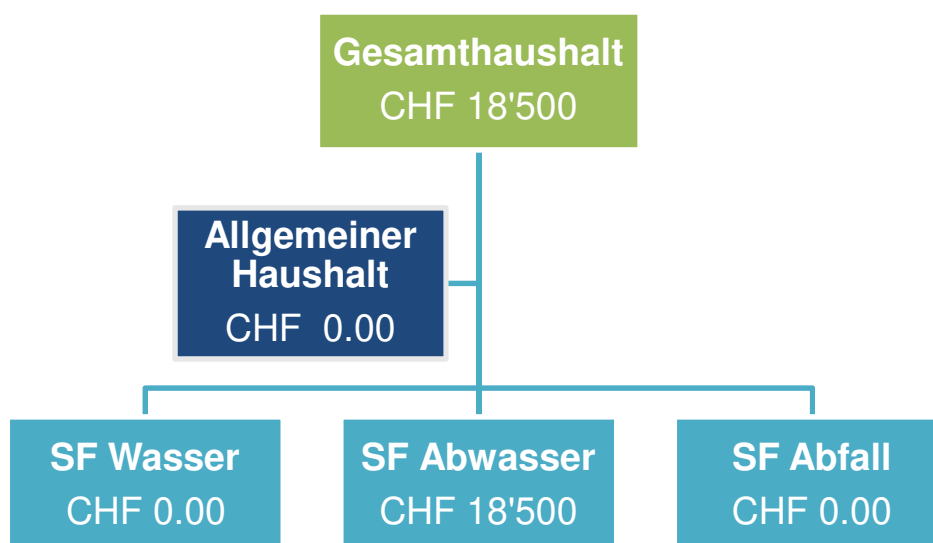 Gesamthaushalt
CHF 18'500
Allgemeiner
Haushalt
CHF 0.00
SF Wasser
CHF 0.00
SF Abwasser
CHF 18'500
SF Abfall
CHF 0.00